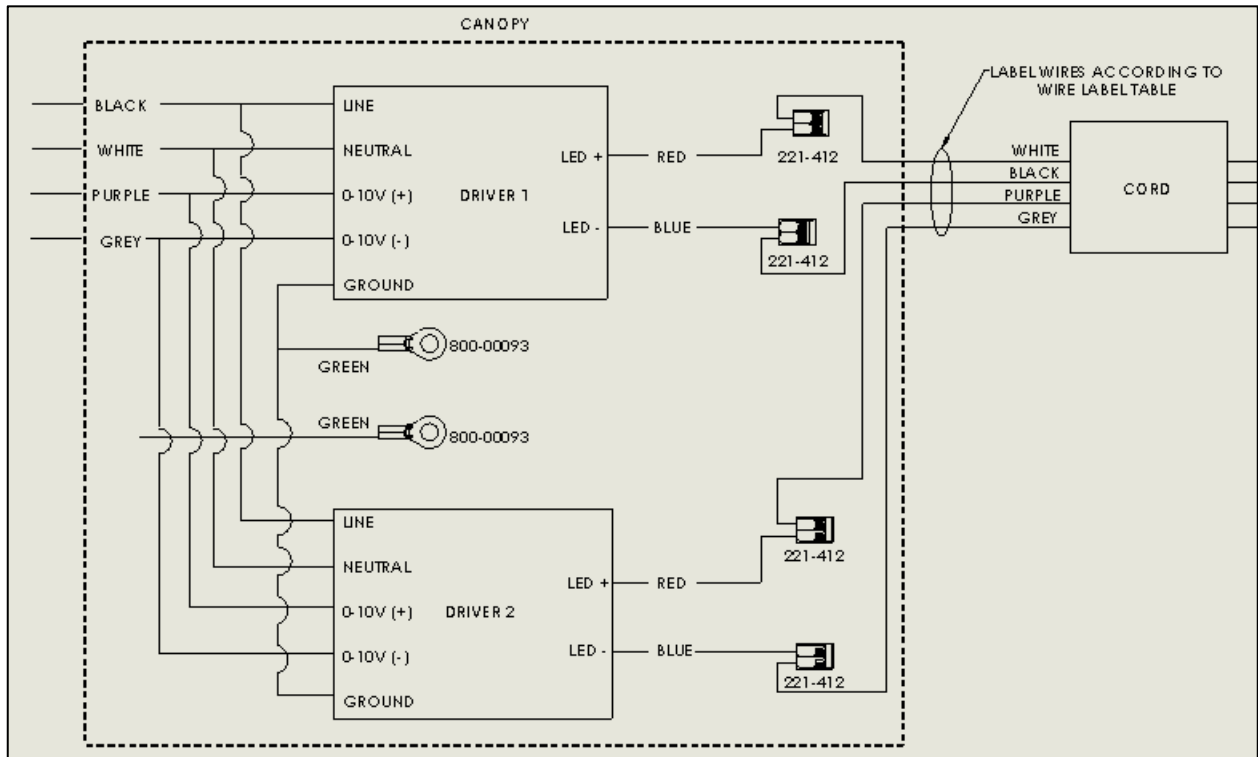 CANOPY
LABEL WIRES ACCORDING TO
WIRE LABEL TABLE
BLACK
WHITE
PURPLE
GREY
LINE
NEUTRAL
0-10V (+)
0-10V (-)
GROUND
DRIVER 1
LED +
LED -
RED
BLUE
221-412
221-412
WHITE
BLACK
PURPLE
GREY
CORD
GREEN
800-00093
GREEN
800-00093
LINE
NEUTRAL
0-10V (+)
0-10V (-)
GROUND
DRIVER 2
LED +
LED -
RED
BLUE
221-412
221-412